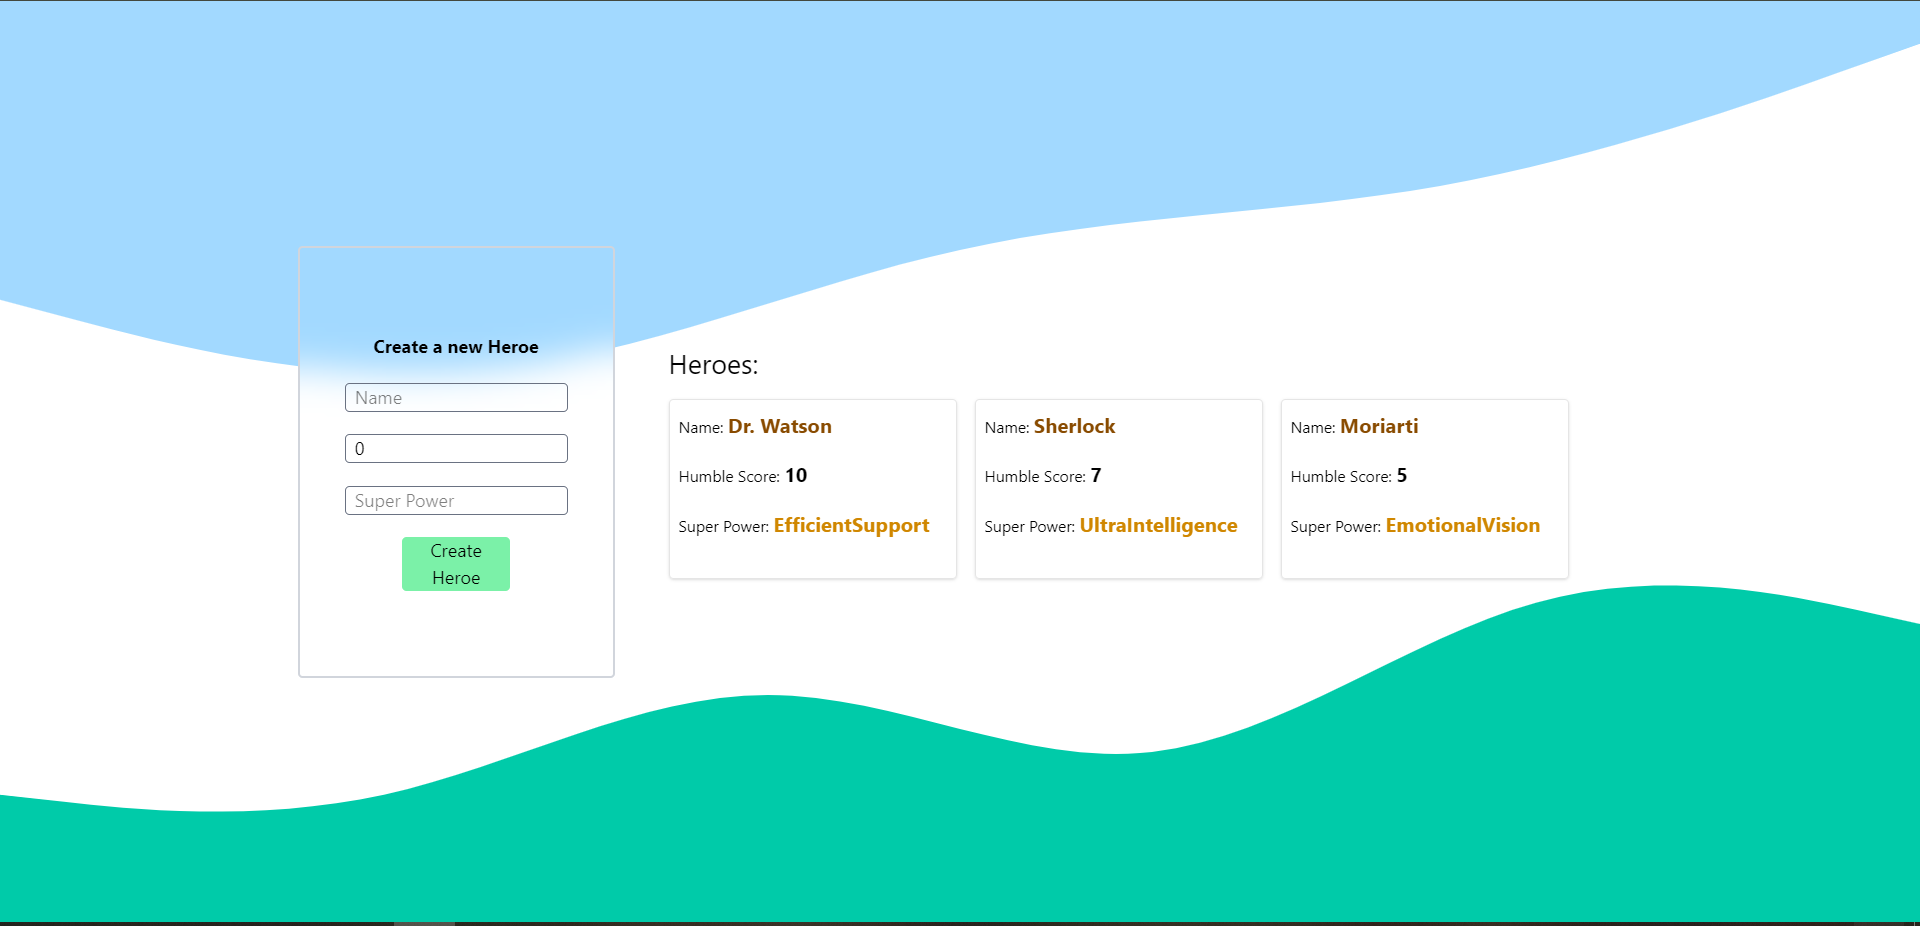 Create a new Heroe
Name
0
Super Power
Create
Heroe
Heroes:
Name: Dr. Watson
Humble Score: 10
Super Power: EfficientSupport
Name: Sherlock
Humble Score: 7
Super Power: UltraIntelligence
Name: Moriarti
Humble Score: 5
Super Power: EmotionalVision